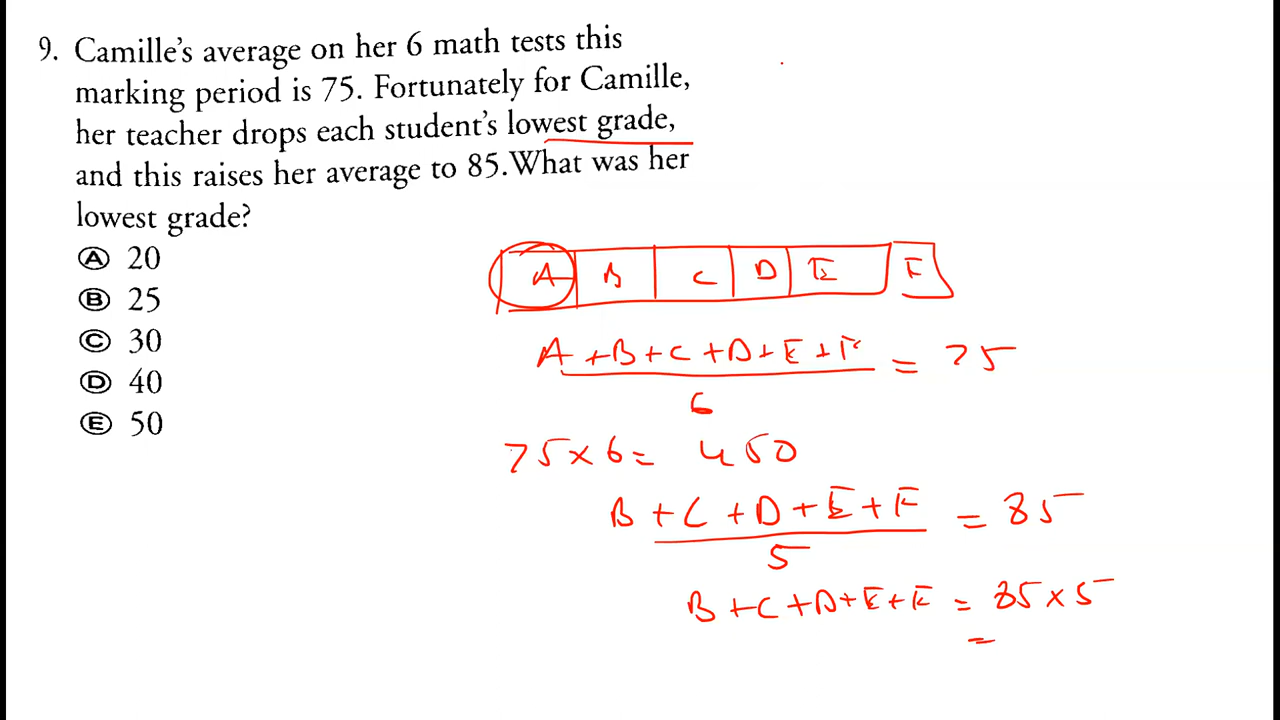 9. Camille's average on her 6 math tests this
marking period is 75. Fortunately for Camille,
her teacher drops each student's lowest grade,
and this raises her average to 85. What was her
lowest grade?
Ⓐ 20
Ⓑ 25
Ⓒ 30
Ⓓ 40
Ⓔ 50
A B C D E F
A+B+C+D+E+F = 75
6
75×6= 450
B+C+D+E+F = 85
5
B+C+D+E+F = 85×5
=